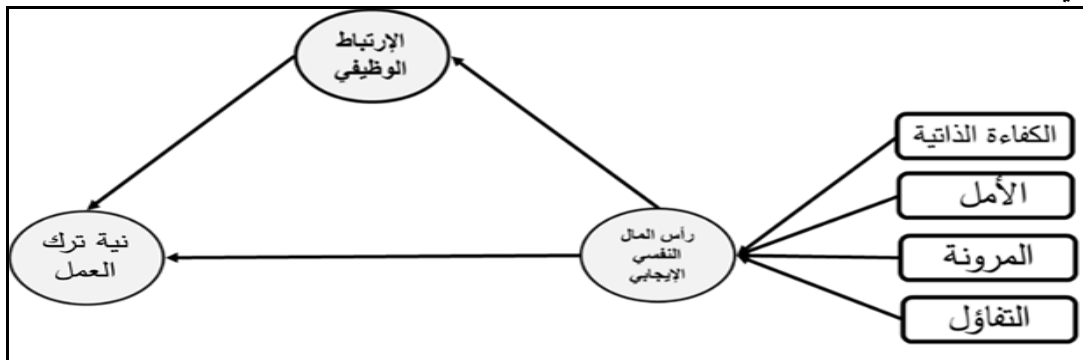 الإرتباط
الوظيفي
الكفاءة الذاتية
الأمل
المرونة
التفاؤل
رأس المال
النفسي
الإيجابي
نية ترك
العمل